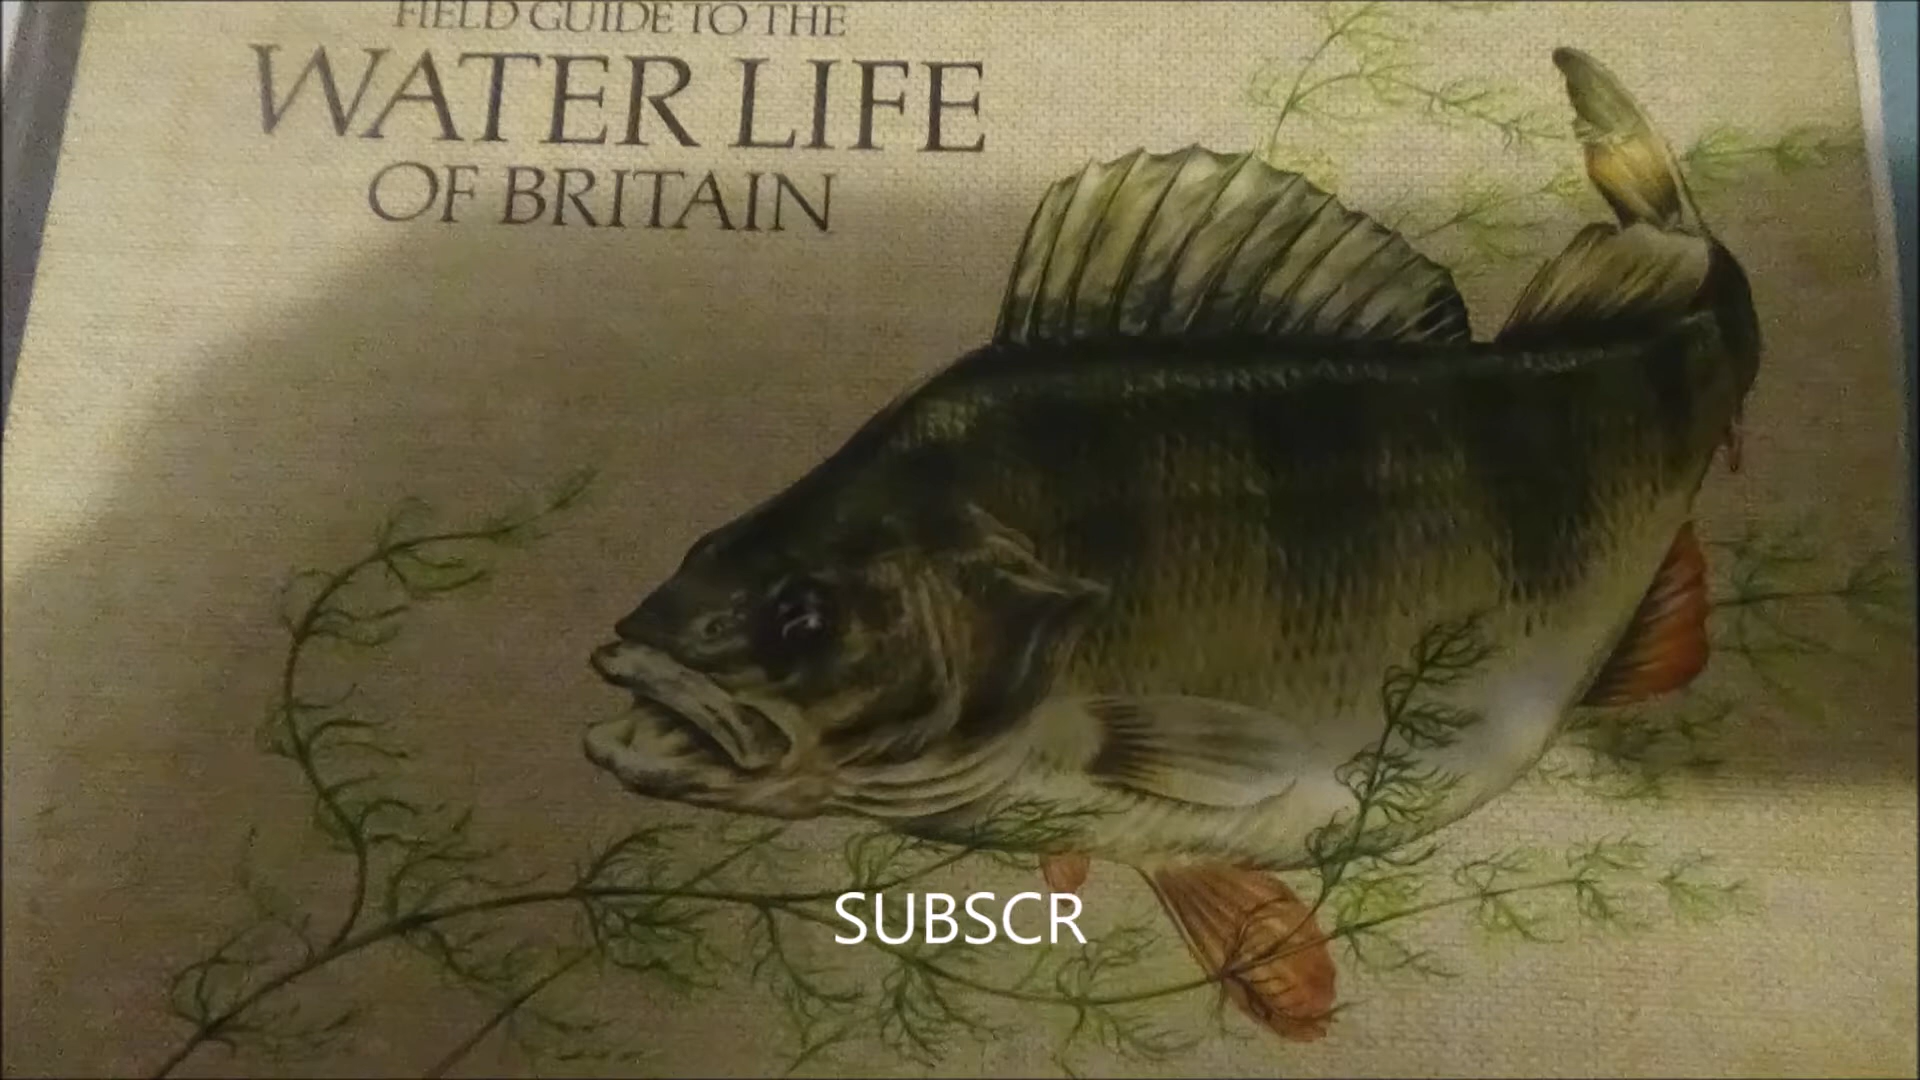 FIELD GUIDE TO THE
WATER LIFE
OF BRITAIN
SUBSCR